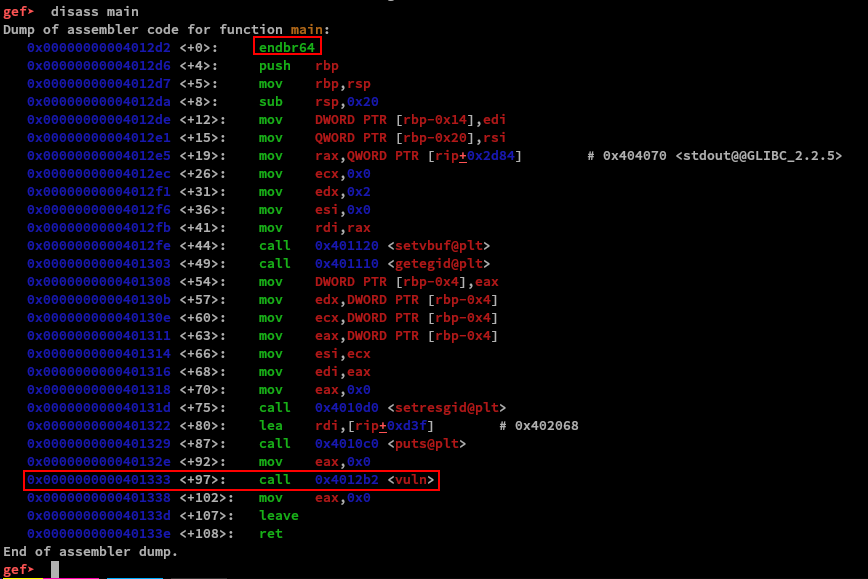 gef➤  disass main
Dump of assembler code for function main:
   0x00000000004012d2 <+0>:	endbr64
   0x00000000004012d6 <+4>:	push   rbp
   0x00000000004012d7 <+5>:	mov    rbp,rsp
   0x00000000004012da <+8>:	sub    rsp,0x20
   0x00000000004012de <+12>:	mov    DWORD PTR [rbp-0x14],edi
   0x00000000004012e1 <+15>:	mov    QWORD PTR [rbp-0x20],rsi
   0x00000000004012e5 <+19>:	mov    rax,QWORD PTR [rip+0x2d84]        # 0x404070 <stdout@@GLIBC_2.2.5>
   0x00000000004012ec <+26>:	mov    ecx,0x0
   0x00000000004012f1 <+31>:	mov    edx,0x2
   0x00000000004012f6 <+36>:	mov    esi,0x0
   0x00000000004012fb <+41>:	mov    rdi,rax
   0x00000000004012fe <+44>:	call   0x401120 <setvbuf@plt>
   0x0000000000401303 <+49>:	call   0x401110 <getegid@plt>
   0x0000000000401308 <+54>:	mov    DWORD PTR [rbp-0x4],eax
   0x000000000040130b <+57>:	mov    edx,DWORD PTR [rbp-0x4]
   0x000000000040130e <+60>:	mov    ecx,DWORD PTR [rbp-0x4]
   0x0000000000401311 <+63>:	mov    eax,DWORD PTR [rbp-0x4]
   0x0000000000401314 <+66>:	mov    esi,ecx
   0x0000000000401316 <+68>:	mov    edi,eax
   0x0000000000401318 <+70>:	mov    eax,0x0
   0x000000000040131d <+75>:	call   0x4010d0 <setresgid@plt>
   0x0000000000401322 <+80>:	lea    rdi,[rip+0xd3f]        # 0x402068
   0x0000000000401329 <+87>:	call   0x4010c0 <puts@plt>
   0x000000000040132e <+92>:	mov    eax,0x0
   0x0000000000401333 <+97>:	call   0x4012b2 <vuln>
   0x0000000000401338 <+102>:	mov    eax,0x0
   0x000000000040133d <+107>:	leave
   0x000000000040133e <+108>:	ret
End of assembler dump.
gef➤